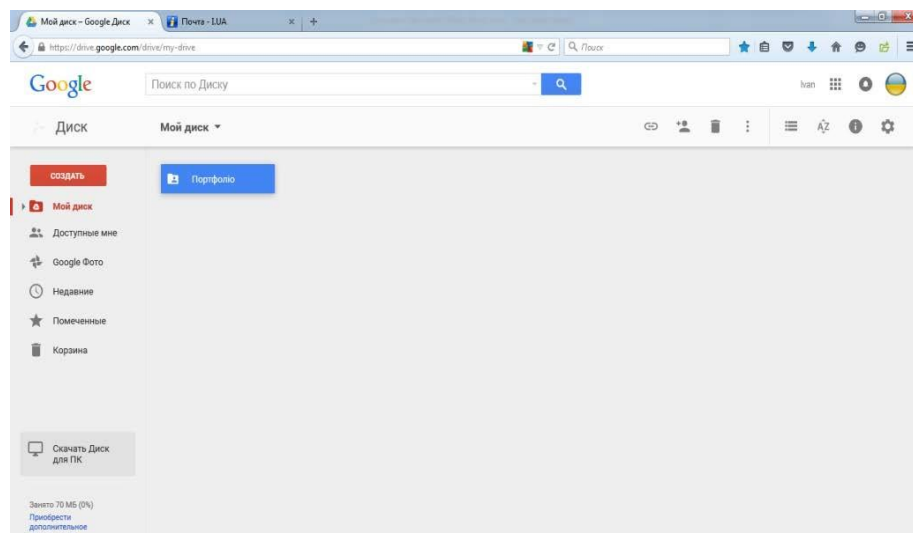 Мой диск – Google Диск
Почта - I.UA
https://drive.google.com/drive/my-drive
Поиск
Google
Поиск по Диску
Ivan
Диск
Мой диск
AZ
СОЗДАТЬ
Портфоліо
Мой диск
Доступные мне
Google Фото
Недавние
Помеченные
Корзина
Скачать Диск
для ПК
Занято 70 МБ (0%)
Приобрести
дополнительное